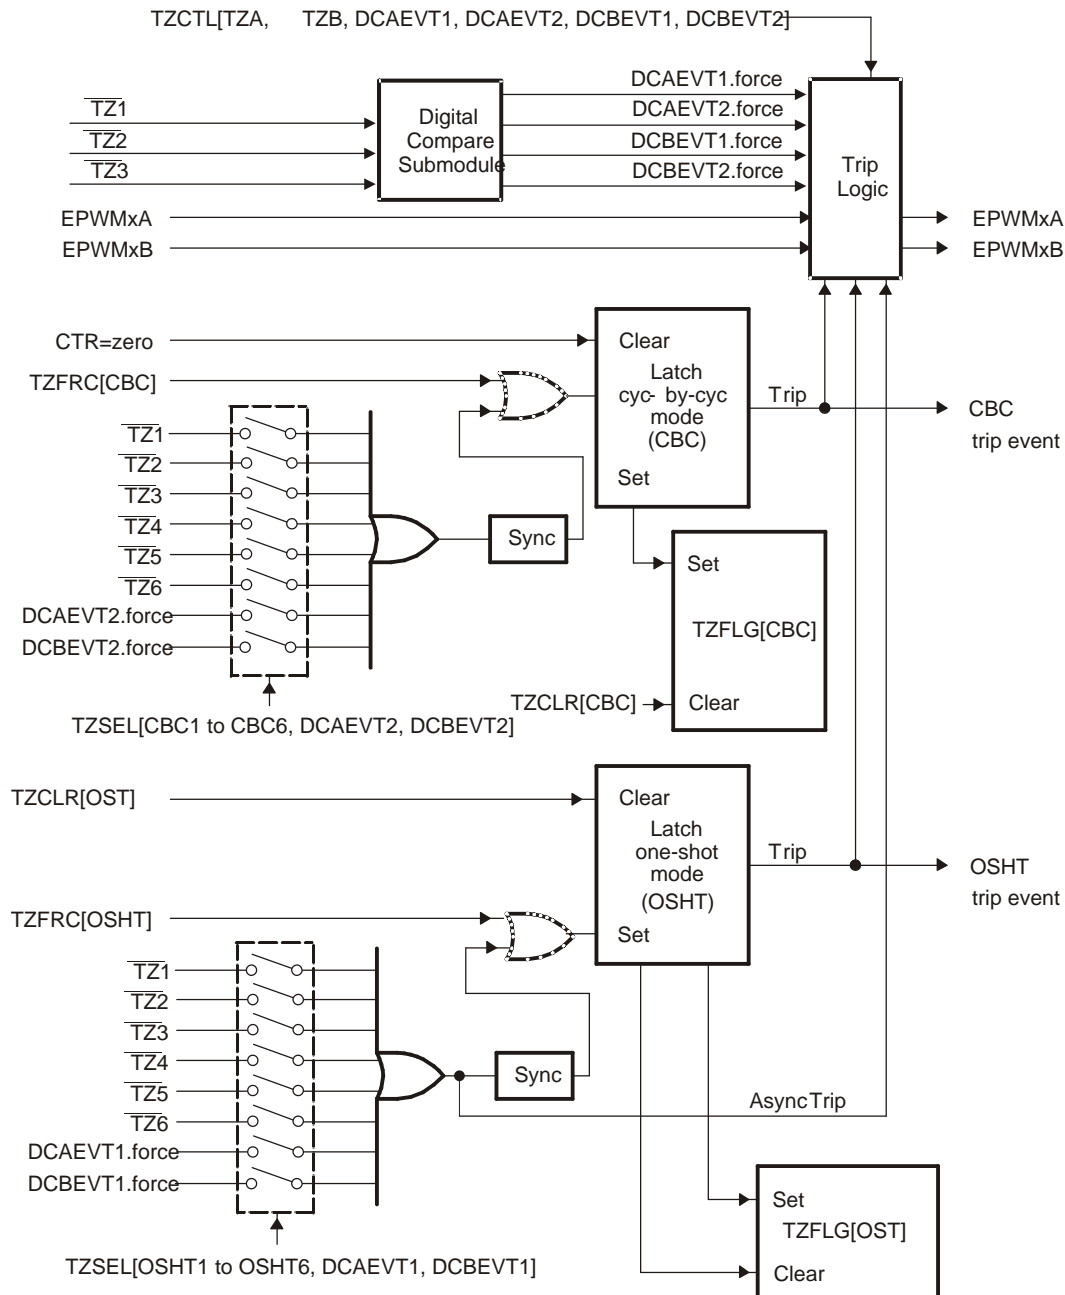 TZCTL[TZA, TZB, DCAEVT1, DCAEVT2, DCBEVT1, DCBEVT2]
DCAEVT1.force
TZ1
DCAEVT2.force
TZ2
DCBEVT1.force
TZ3
DCBEVT2.force
Digital
Compare
Submodule
Trip
Logic
EPWMxA
EPWMxA
EPWMxB
EPWMxB
CTR=zero
Clear
TZFRC[CBC]
Latch
cyc- by-cyc
mode
(CBC)
Set
Trip
CBC
trip event
TZ1
TZ2
TZ3
TZ4
TZ5
TZ6
DCAEVT2.force
DCBEVT2.force
Sync
Set
TZFLG[CBC]
TZCLR[CBC]
Clear
TZSEL[CBC1 to CBC6, DCAEVT2, DCBEVT2]
TZCLR[OST]
Clear
Latch
one-shot
mode
(OSHT)
Set
Trip
OSHT
trip event
TZFRC[OSHT]
TZ1
TZ2
TZ3
TZ4
TZ5
TZ6
DCAEVT1.force
DCBEVT1.force
Sync
AsyncTrip
Set
TZFLG[OST]
Clear
TZSEL[OSHT1 to OSHT6, DCAEVT1, DCBEVT1]